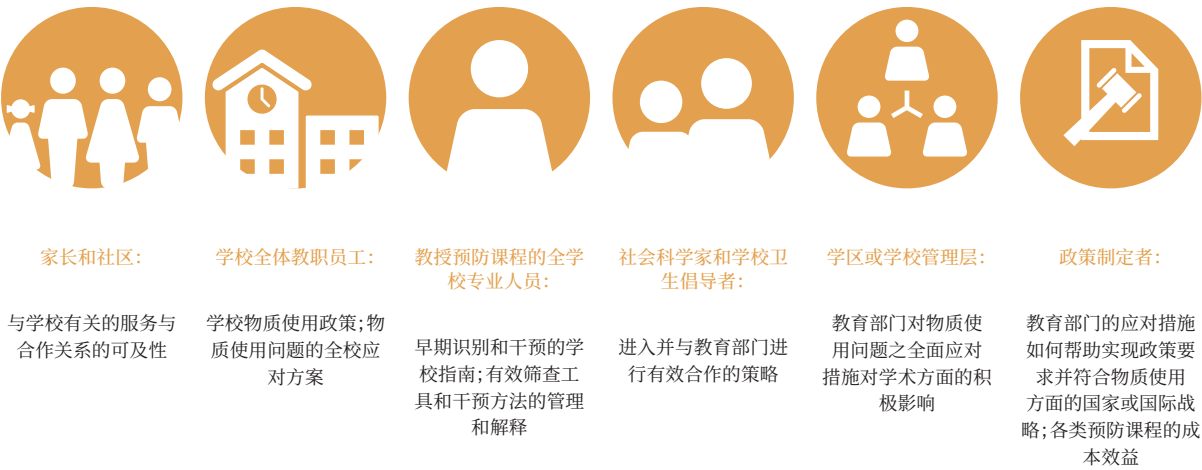 家长和社区：
与学校有关的服务与
合作关系的可及性
学校全体教职员工：
学校物质使用政策；物
质使用问题的全校应
对方案
教授预防课程的全学
校专业人员：
早期识别和干预的学
校指南；有效筛查工
具和干预方法的管理
和解释
社会科学家和学校卫
生倡导者：
进入并与教育部门进
行有效合作的策略
学区或学校管理层：
教育部门对物质使
用问题之全面应对
措施对学术方面的积
极影响
政策制定者：
教育部门的应对措施
如何帮助实现政策要
求并符合物质使用
方面的国家或国际战
略；各类预防课程的成
本效益